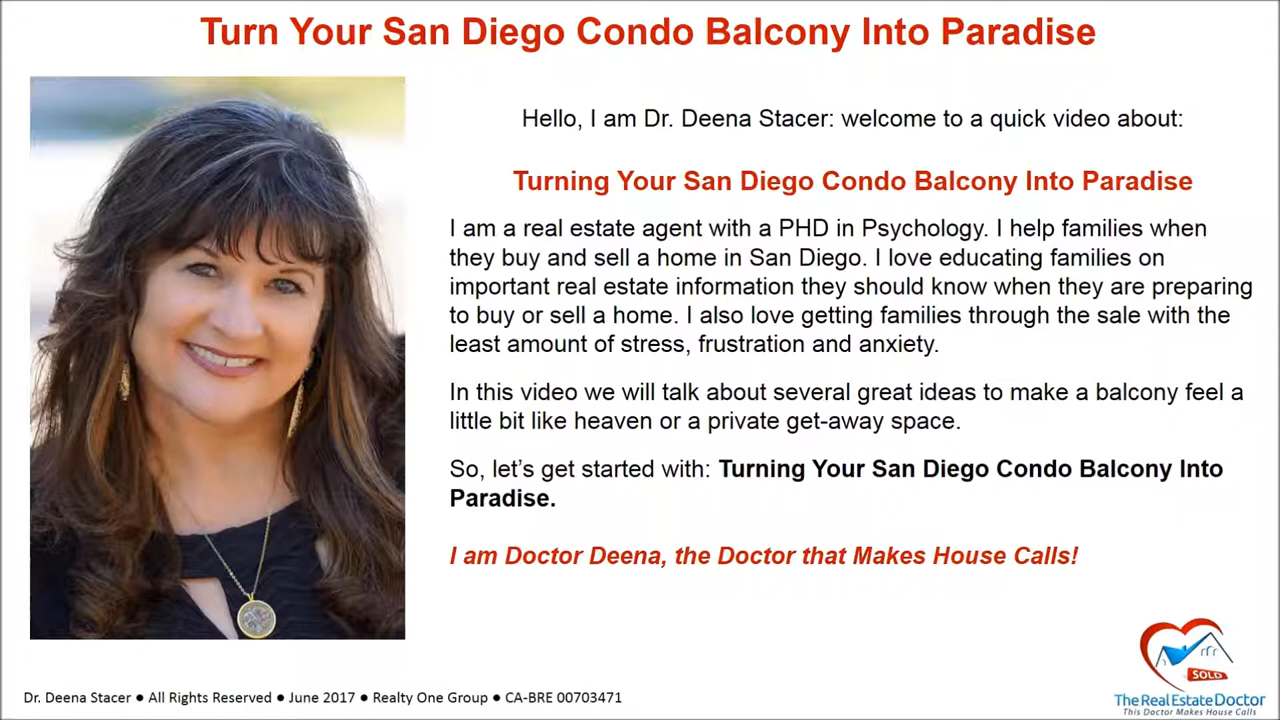 Turn Your San Diego Condo Balcony Into Paradise
Hello, I am Dr. Deena Stacer: welcome to a quick video about:
Turning Your San Diego Condo Balcony Into Paradise
I am a real estate agent with a PHD in Psychology. I help families when
they buy and sell a home in San Diego. I love educating families on
important real estate information they should know when they are preparing
to buy or sell a home. I also love getting families through the sale with the
least amount of stress, frustration and anxiety.
In this video we will talk about several great ideas to make a balcony feel a
little bit like heaven or a private get-away space.
So, let’s get started with: Turning Your San Diego Condo Balcony Into
Paradise.
I am Doctor Deena, the Doctor that Makes House Calls!
SOLD
The Real Estate Doctor
This Doctor Makes House Calls
Dr. Deena Stacer ● All Rights Reserved ● June 2017 ● Realty One Group ● CA-BRE 00703471